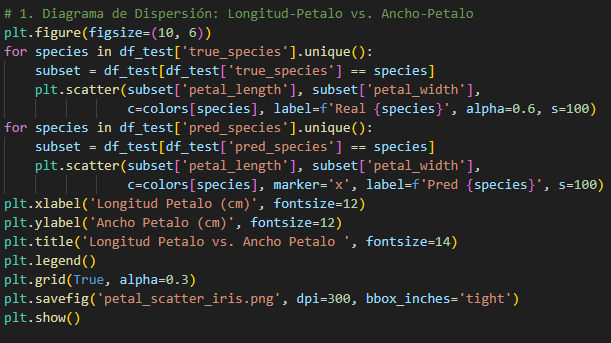 # 1. Diagrama de Dispersión: Longitud-Petalo vs. Ancho-Petalo
plt.figure(figsize=(10, 6))
for species in df_test['true_species'].unique():
    subset = df_test[df_test['true_species'] == species]
    plt.scatter(subset['petal_length'], subset['petal_width'],
                c=colors[species], label=f'Real {species}', alpha=0.6, s=100)
for species in df_test['pred_species'].unique():
    subset = df_test[df_test['pred_species'] == species]
    plt.scatter(subset['petal_length'], subset['petal_width'],
                c=colors[species], marker='x', label=f'Pred {species}', s=100)
plt.xlabel('Longitud Petalo (cm)', fontsize=12)
plt.ylabel('Ancho Petalo (cm)', fontsize=12)
plt.title('Longitud Petalo vs. Ancho Petalo ', fontsize=14)
plt.legend()
plt.grid(True, alpha=0.3)
plt.savefig('petal_scatter_iris.png', dpi=300, bbox_inches='tight')
plt.show()